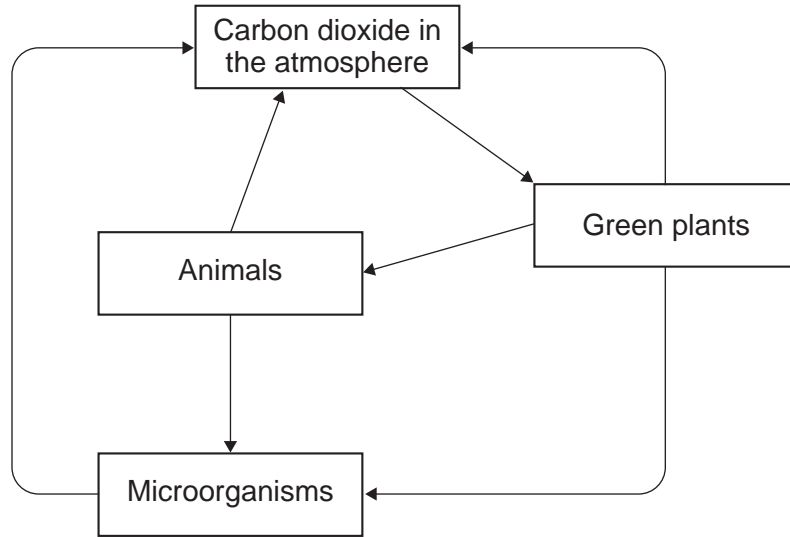 Carbon dioxide in
the atmosphere
Green plants
Animals
Microorganisms